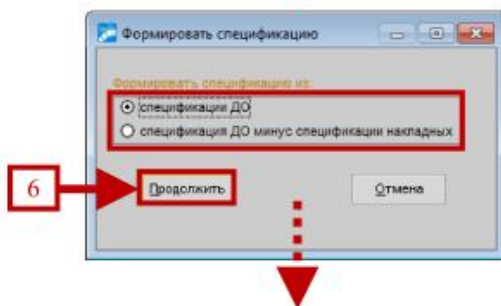 Формировать спецификацию
Формировать спецификацию из:
спецификации ДО
спецификация ДО минус спецификации накладных
6
Продолжить
Отмена